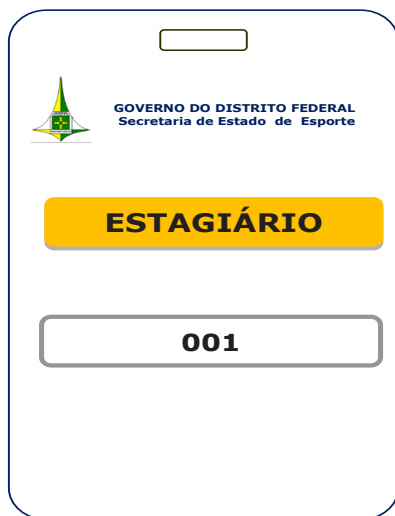 GOVERNO DO DISTRITO FEDERAL
Secretaria de Estado de Esporte
ESTAGIÁRIO
001